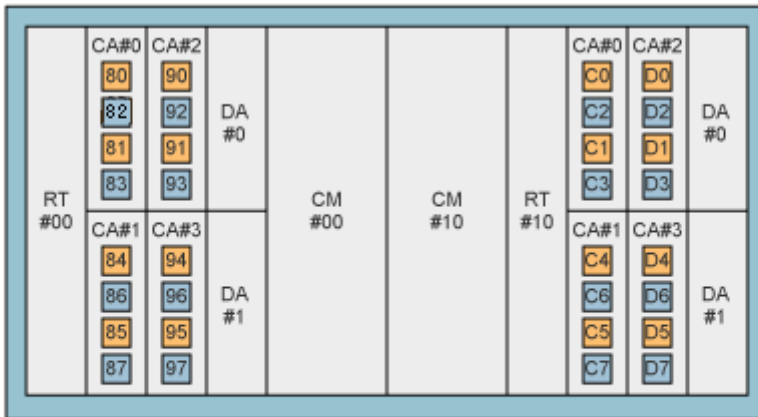 CA#0 CA#2 CA#0 CA#2
80 90 C0 D0
82 92 DA #0 C2 D2 DA #0
81 91 C1 D1
83 93 C3 D3
RT #00 CM #00 CM #10 RT #10
CA#1 CA#3 CA#1 CA#3
84 94 C4 D4
86 96 DA #1 C6 D6 DA #1
85 95 C5 D5
87 97 C7 D7